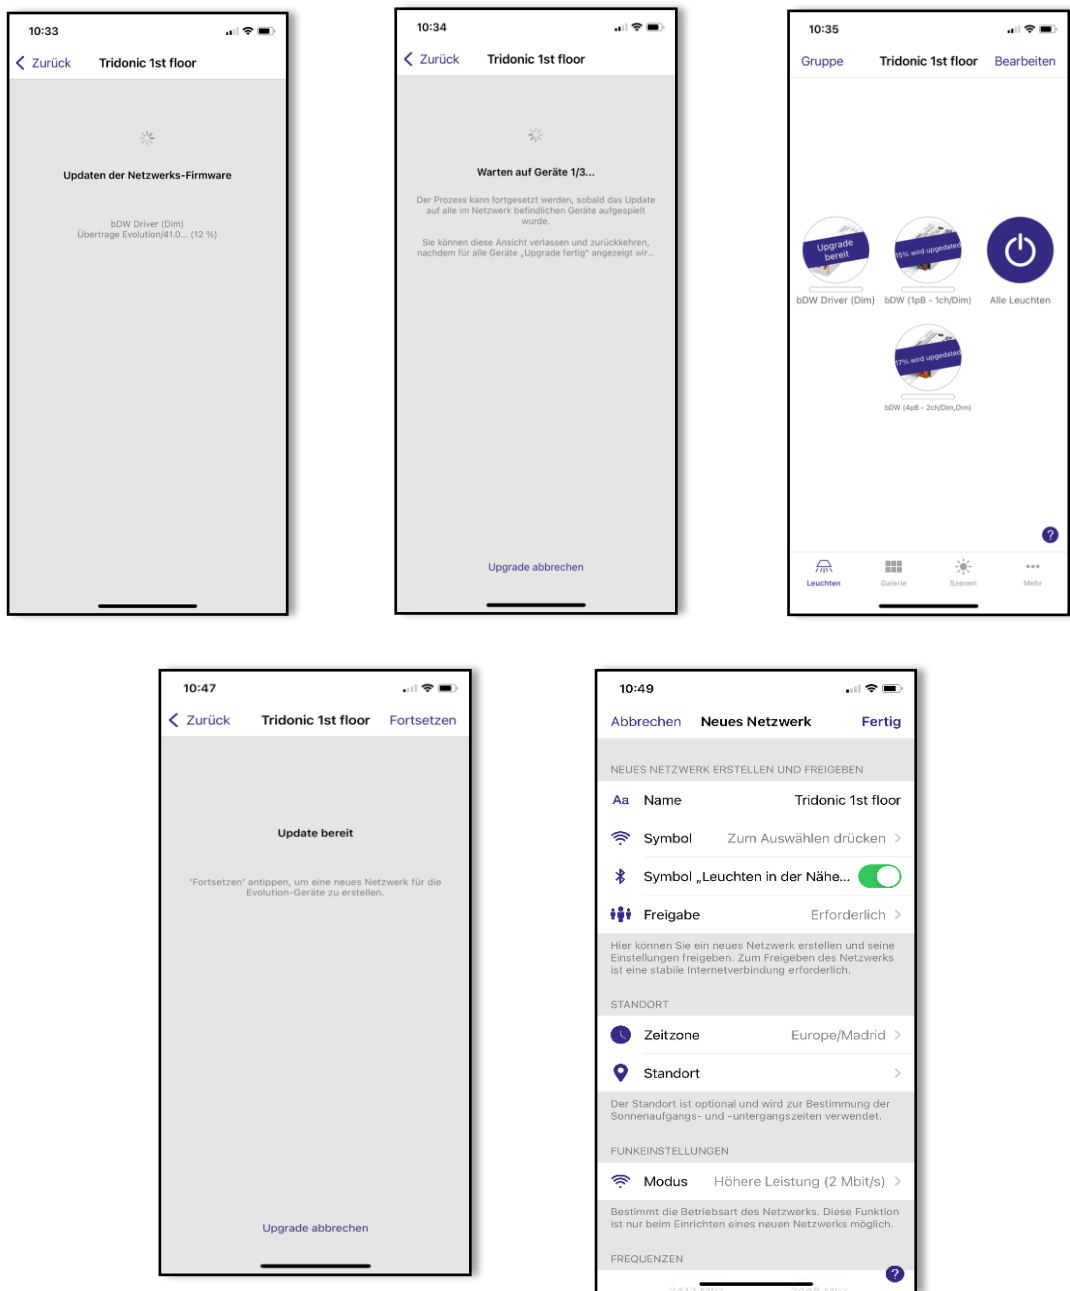 10:33
Zurück Tridonic 1st floor
Updaten der Netzwerks-Firmware
bDW Driver (Dim)
Übertrage Evolution/41.0... (12 %)
10:34
Zurück Tridonic 1st floor
Warten auf Geräte 1/3...
Der Prozess kann fortgesetzt werden, sobald das Update
auf alle im Netzwerk befindlichen Geräte aufgespielt
wurde.
Sie können diese Ansicht verlassen und zurückkehren,
nachdem für alle Geräte „Upgrade fertig“ angezeigt wir...
Upgrade abbrechen
10:35
Gruppe Tridonic 1st floor Bearbeiten
Upgrade
bereit
15% wird upgedated
bDW Driver (Dim) bDW (1pB - 1ch/Dim) Alle Leuchten
17% wird upgedated
bDW (4pB - 2ch/Dim,Dim)
?
Leuchten Galerie Szenen Mehr
10:47
Zurück Tridonic 1st floor Fortsetzen
Update bereit
'Fortsetzen' antippen, um eine neues Netzwerk für die
Evolution-Geräte zu erstellen.
Upgrade abbrechen
10:49
Abbrechen Neues Netzwerk Fertig
NEUES NETZWERK ERSTELLEN UND FREIGEBEN
Aa Name Tridonic 1st floor
Symbol Zum Auswählen drücken >
Symbol „Leuchten in der Nähe...
Freigabe Erforderlich >
Hier können Sie ein neues Netzwerk erstellen und seine
Einstellungen freigeben. Zum Freigeben des Netzwerks
ist eine stabile Internetverbindung erforderlich.
STANDORT
Zeitzone Europe/Madrid >
Standort >
Der Standort ist optional und wird zur Bestimmung der
Sonnenaufgangs- und -untergangszeiten verwendet.
FUNKEINSTELLUNGEN
Modus Höhere Leistung (2 Mbit/s) >
Bestimmt die Betriebsart des Netzwerks. Diese Funktion
ist nur beim Einrichten eines neuen Netzwerks möglich.
FREQUENZEN
?